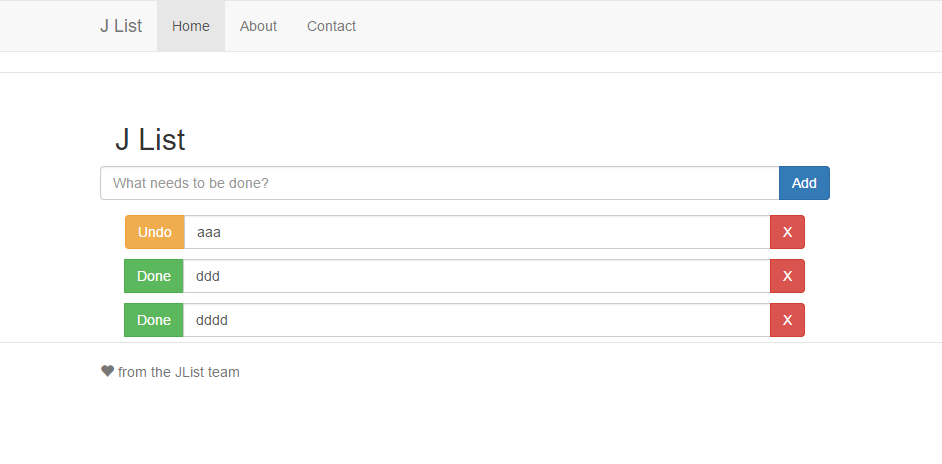 J List Home About Contact
J List
What needs to be done? Add
Undo aaa X
Done ddd X
Done dddd X
from the JList team